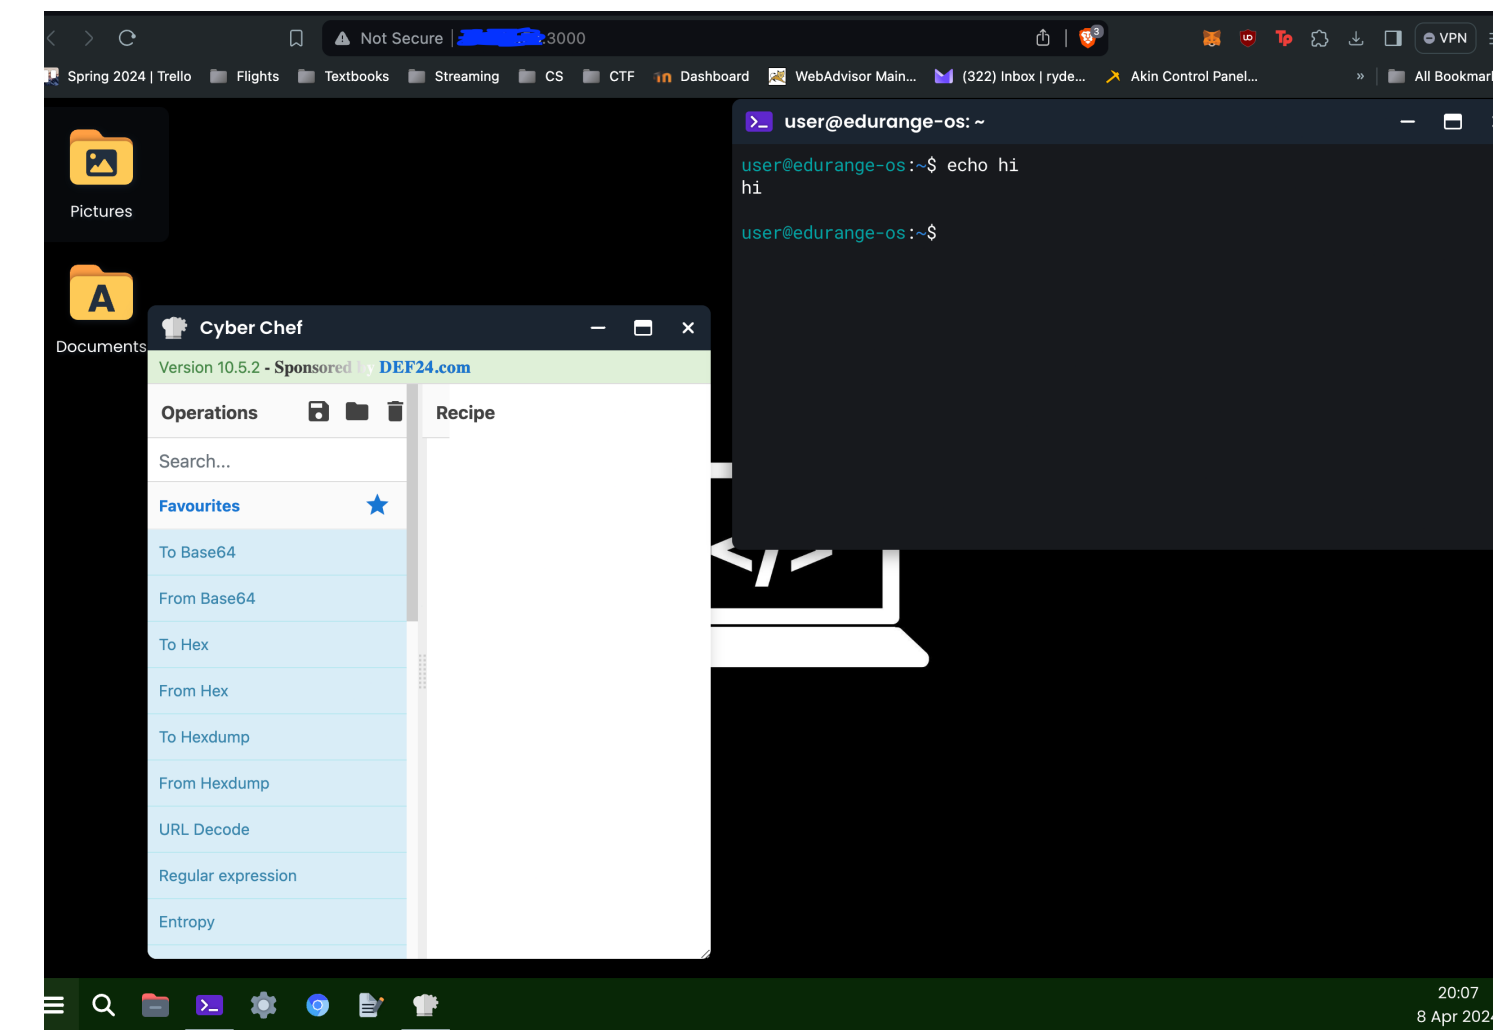 Not Secure :3000
3
VPN
Spring 2024 | Trello Flights Textbooks Streaming CS CTF Dashboard WebAdvisor Main... (322) Inbox | ryde... Akin Control Panel... » All Bookmar
user@edurange-os: ~
user@edurange-os:~$ echo hi
hi
user@edurange-os:~$
Pictures
Documents
Cyber Chef
Version 10.5.2 - Sponsored by DEF24.com
Operations
Recipe
Search...
Favourites
To Base64
From Base64
To Hex
From Hex
To Hexdump
From Hexdump
URL Decode
Regular expression
Entropy
20:07
8 Apr 202